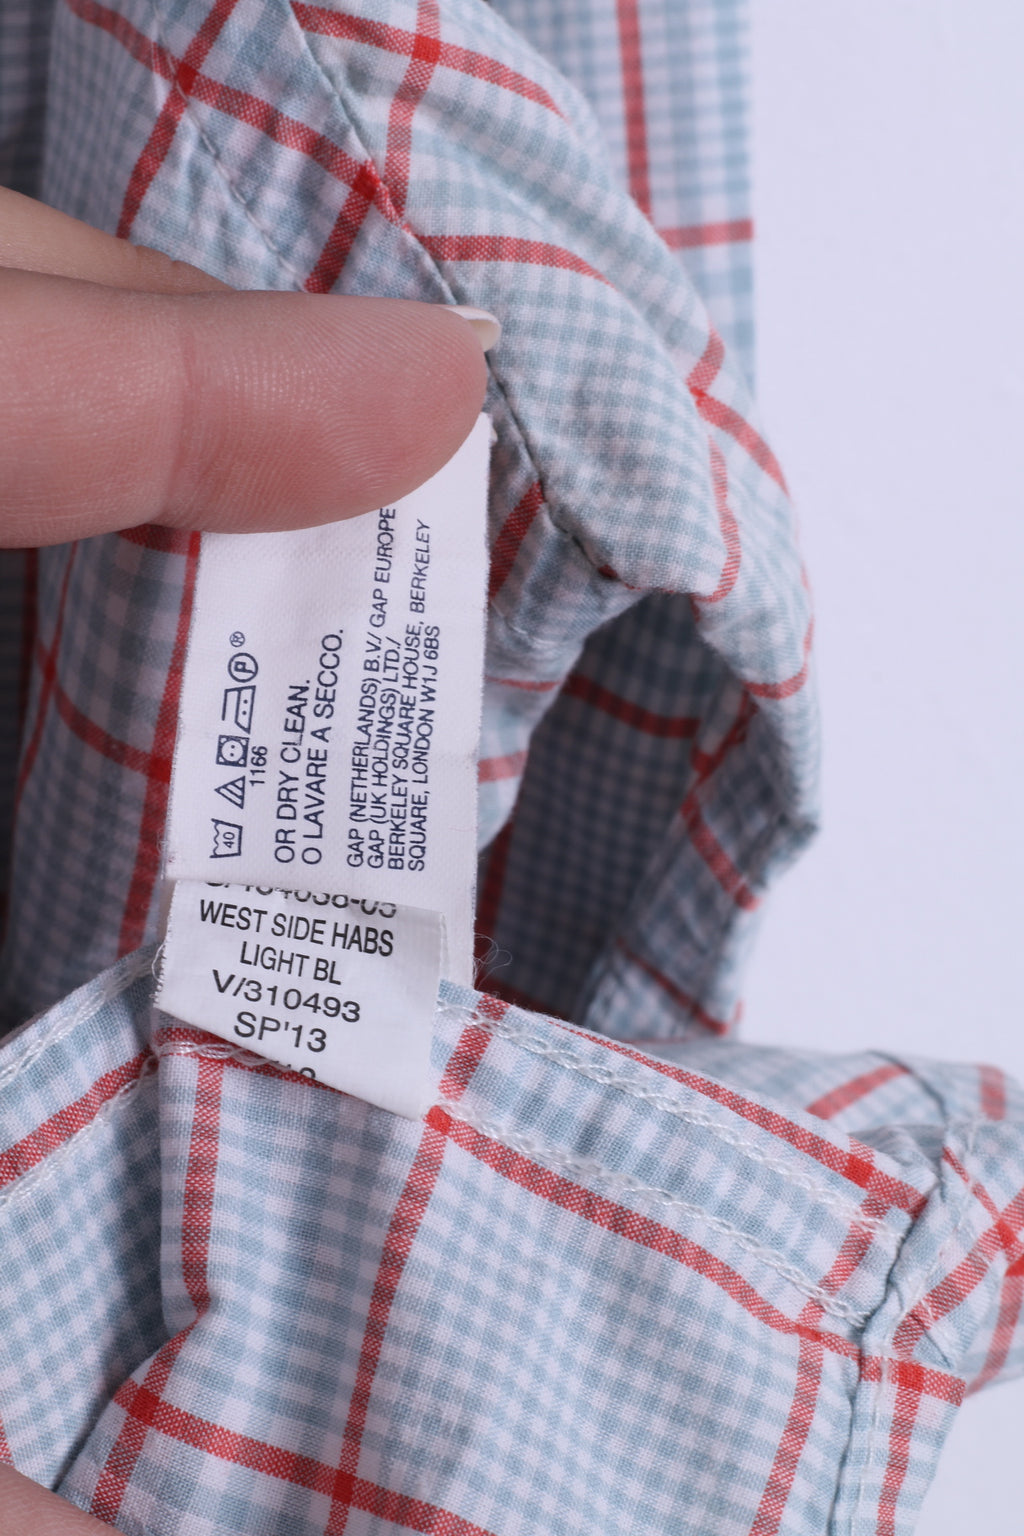 40
P ®
1166
OR DRY CLEAN.
O LAVARE A SECCO.
GAP (NETHERLANDS) B.V./ GAP EUROPE
GAP (UK HOLDINGS) LTD./
BERKELEY SQUARE HOUSE, BERKELEY
SQUARE, LONDON W1J 6BS
WEST SIDE HABS
LIGHT BL
V/310493
SP'13